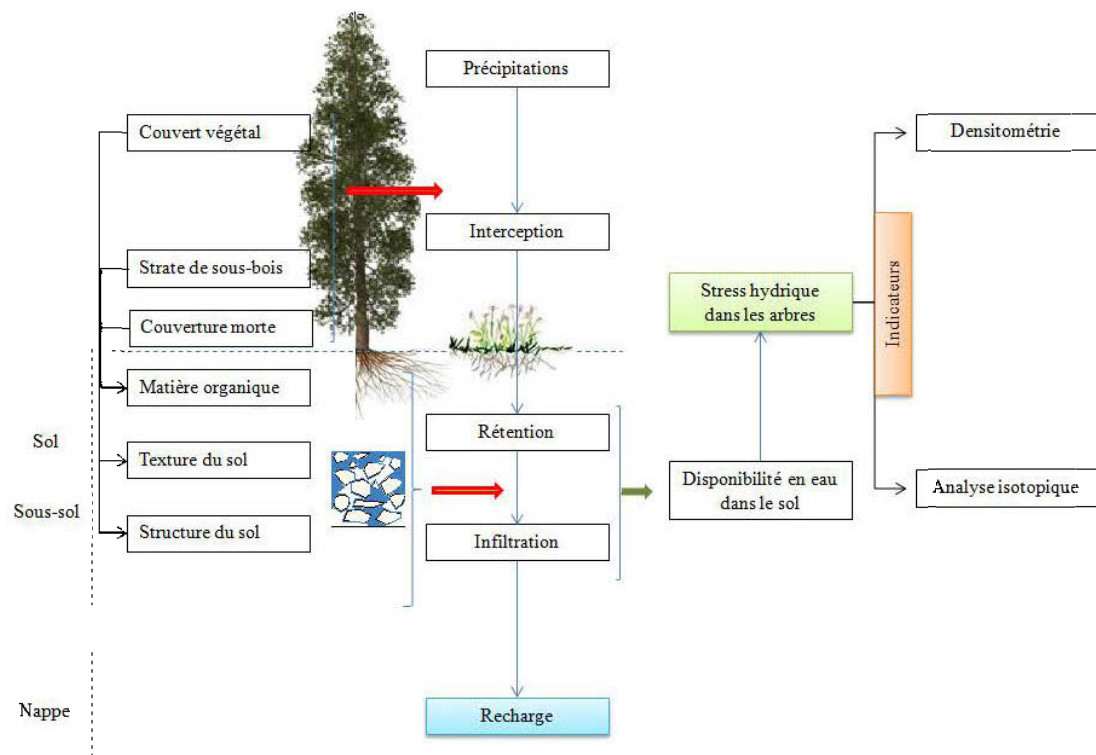 Précipitations
Couvert végétal
Densitométrie
Interception
Strate de sous-bois
Stress hydrique
dans les arbres
Indicateurs
Couverture morte
Matière organique
Sol
Rétention
Texture du sol
Disponibilité en eau
dans le sol
Analyse isotopique
Sous-sol
Structure du sol
Infiltration
Nappe
Recharge